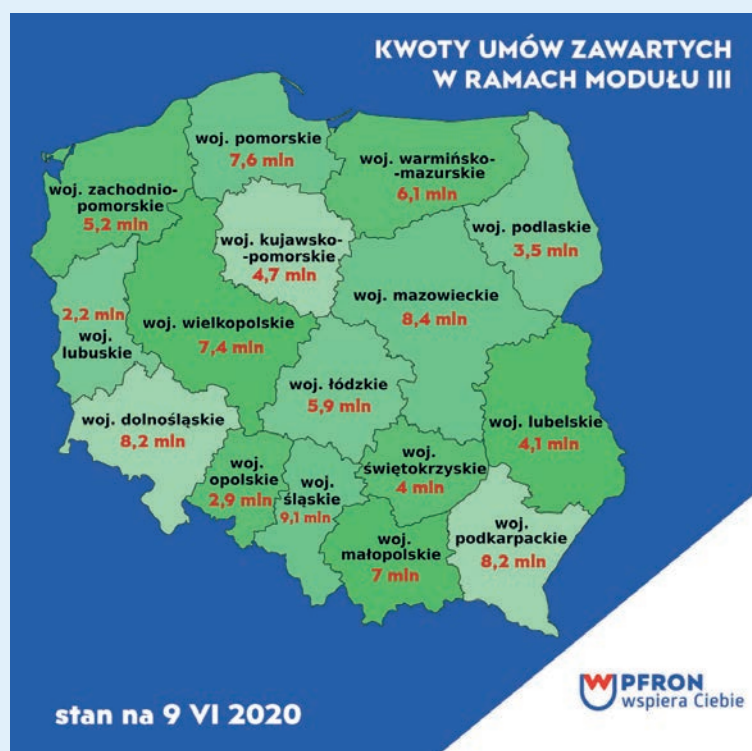 KWOTY UMÓW ZAWARTYCH
W RAMACH MODUŁU III
woj. pomorskie
7,6 mln
woj. warmińsko-
-mazurskie
6,1 mln
woj. zachodnio-
pomorskie
5,2 mln
woj. podlaskie
3,5 mln
woj. kujawsko-
-pomorskie
4,7 mln
woj. mazowieckie
8,4 mln
2,2 mln
woj.
lubuskie
woj. wielkopolskie
7,4 mln
woj. łódzkie
5,9 mln
woj. dolnośląskie
8,2 mln
woj. lubelskie
4,1 mln
woj.
opolskie
2,9 mln
woj.
śląskie
9,1 mln
woj.
świętokrzyskie
4 mln
woj.
małopolskie
7 mln
woj.
podkarpackie
8,2 mln
stan na 9 VI 2020
PFRON
wspiera Ciebie